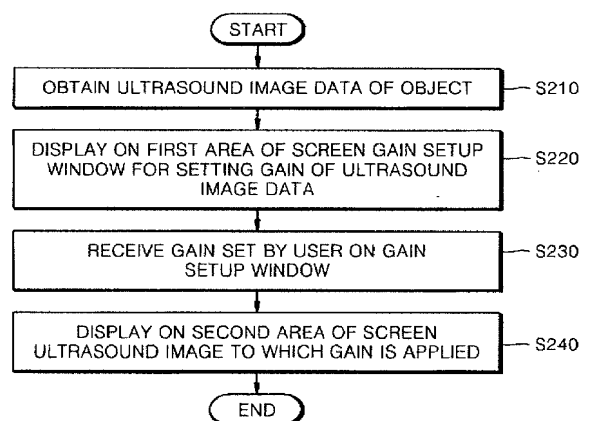 START
OBTAIN ULTRASOUND IMAGE DATA OF OBJECT
S210
DISPLAY ON FIRST AREA OF SCREEN GAIN SETUP
WINDOW FOR SETTING GAIN OF ULTRASOUND
IMAGE DATA
S220
RECEIVE GAIN SET BY USER ON GAIN
SETUP WINDOW
S230
DISPLAY ON SECOND AREA OF SCREEN
ULTRASOUND IMAGE TO WHICH GAIN IS APPLIED
S240
END